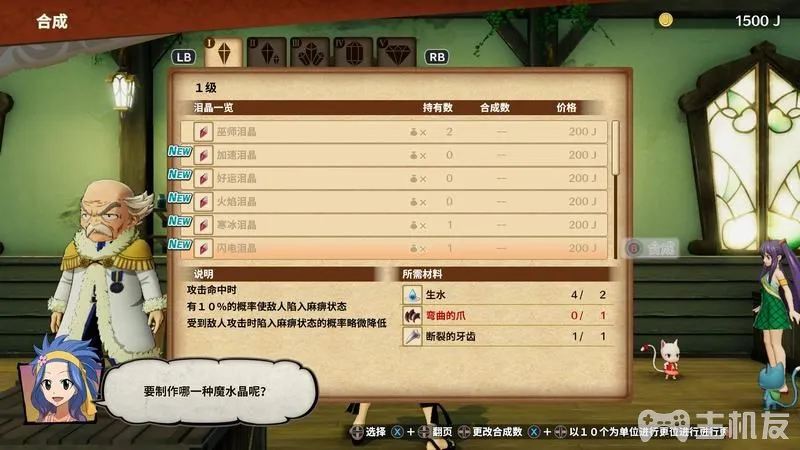 合成
1500 J
LB I II III IV V RB
1级
泪晶一览 持有数 合成数 价格
巫师泪晶 × 2 -- 200 J
NEW 加速泪晶 × 0 -- 200 J
NEW 好运泪晶 × 0 -- 200 J
NEW 火焰泪晶 × 0 -- 200 J
NEW 寒冰泪晶 × 1 -- 200 J
NEW 闪电泪晶 × 1 -- 200 J
B 合成
说明 所需材料
攻击命中时
有10%的概率使敌人陷入麻痹状态
受到敌人攻击时陷入麻痹状态的概率略微降低
生水 4/ 2
弯曲的爪 0/ 1
断裂的牙齿 1/ 1
要制作哪一种魔水晶呢?
选择 X + 翻页 更改合成数 X + 以10个为单位进行更
主机友